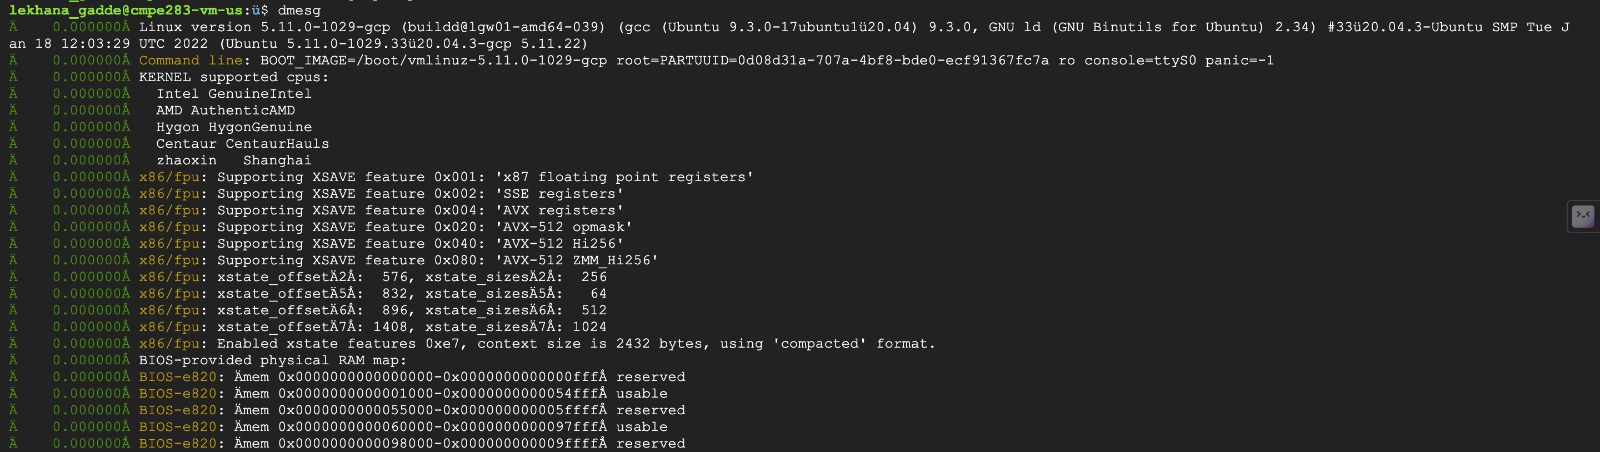 lekhana_gadde@cmpe283-vm-us:ü$ dmesg
Ä    0.000000Å Linux version 5.11.0-1029-gcp (buildd@lgw01-amd64-039) (gcc (Ubuntu 9.3.0-17ubuntu1ü20.04) 9.3.0, GNU ld (GNU Binutils for Ubuntu) 2.34) #33ü20.04.3-Ubuntu SMP Tue J
an 18 12:03:29 UTC 2022 (Ubuntu 5.11.0-1029.33ü20.04.3-gcp 5.11.22)
Ä    0.000000Å Command line: BOOT_IMAGE=/boot/vmlinuz-5.11.0-1029-gcp root=PARTUUID=0d08d31a-707a-4bf8-bde0-ecf91367fc7a ro console=ttyS0 panic=-1
Ä    0.000000Å KERNEL supported cpus:
Ä    0.000000Å   Intel GenuineIntel
Ä    0.000000Å   AMD AuthenticAMD
Ä    0.000000Å   Hygon HygonGenuine
Ä    0.000000Å   Centaur CentaurHauls
Ä    0.000000Å   zhaoxin   Shanghai
Ä    0.000000Å x86/fpu: Supporting XSAVE feature 0x001: 'x87 floating point registers'
Ä    0.000000Å x86/fpu: Supporting XSAVE feature 0x002: 'SSE registers'
Ä    0.000000Å x86/fpu: Supporting XSAVE feature 0x004: 'AVX registers'
Ä    0.000000Å x86/fpu: Supporting XSAVE feature 0x020: 'AVX-512 opmask'
Ä    0.000000Å x86/fpu: Supporting XSAVE feature 0x040: 'AVX-512 Hi256'
Ä    0.000000Å x86/fpu: Supporting XSAVE feature 0x080: 'AVX-512 ZMM_Hi256'
Ä    0.000000Å x86/fpu: xstate_offsetÄ2Å:  576, xstate_sizesÄ2Å:  256
Ä    0.000000Å x86/fpu: xstate_offsetÄ5Å:  832, xstate_sizesÄ5Å:   64
Ä    0.000000Å x86/fpu: xstate_offsetÄ6Å:  896, xstate_sizesÄ6Å:  512
Ä    0.000000Å x86/fpu: xstate_offsetÄ7Å: 1408, xstate_sizesÄ7Å: 1024
Ä    0.000000Å x86/fpu: Enabled xstate features 0xe7, context size is 2432 bytes, using 'compacted' format.
Ä    0.000000Å BIOS-provided physical RAM map:
Ä    0.000000Å BIOS-e820: Ämem 0x0000000000000000-0x0000000000000fffÅ reserved
Ä    0.000000Å BIOS-e820: Ämem 0x0000000000001000-0x0000000000054fffÅ usable
Ä    0.000000Å BIOS-e820: Ämem 0x0000000000055000-0x000000000005ffffÅ reserved
Ä    0.000000Å BIOS-e820: Ämem 0x0000000000060000-0x0000000000097fffÅ usable
Ä    0.000000Å BIOS-e820: Ämem 0x0000000000098000-0x000000000009ffffÅ reserved